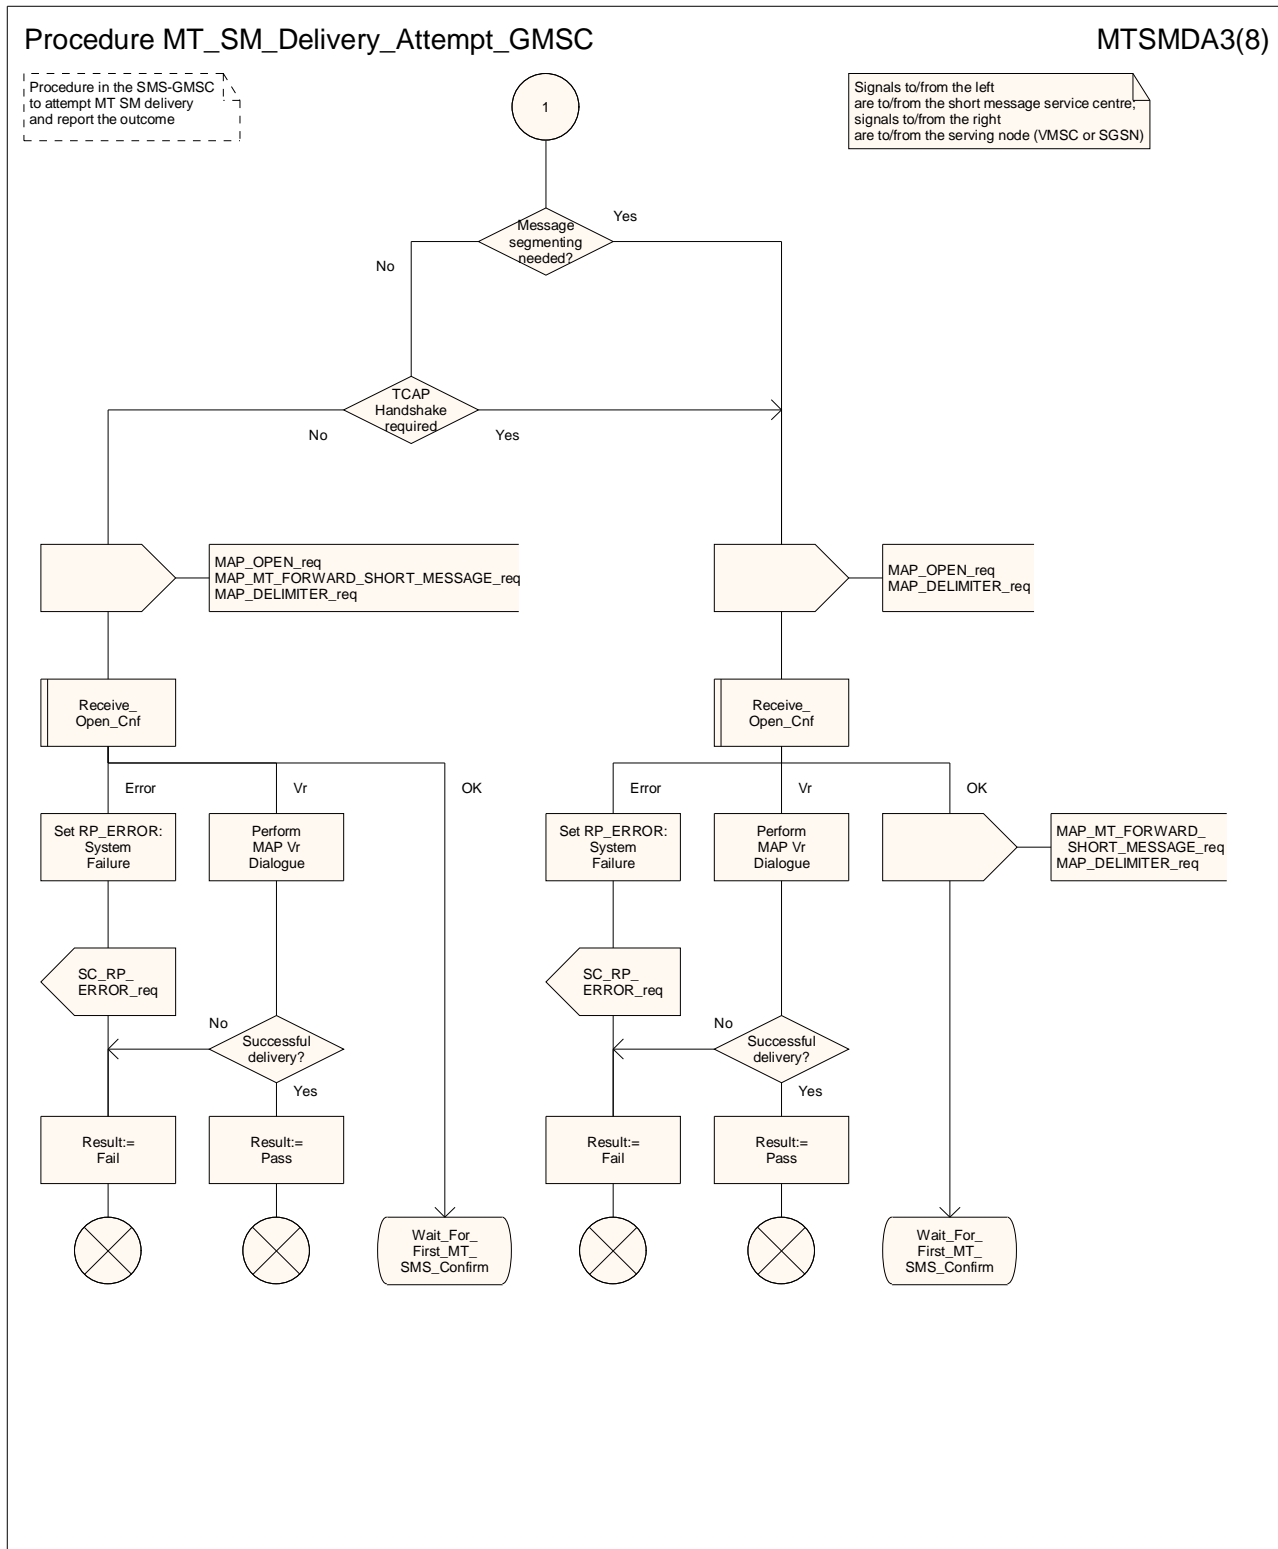 Procedure MT_SM_Delivery_Attempt_GMSC
MTSMDA3(8)
Procedure in the SMS-GMSC
to attempt MT SM delivery
and report the outcome
1
Signals to/from the left
are to/from the short message service centre;
signals to/from the right
are to/from the serving node (VMSC or SGSN)
Message
segmenting
needed?
Yes
No
TCAP
Handshake
required
No
Yes
MAP_OPEN_req
MAP_MT_FORWARD_SHORT_MESSAGE_req
MAP_DELIMITER_req
MAP_OPEN_req
MAP_DELIMITER_req
Receive_
Open_Cnf
Receive_
Open_Cnf
Error
Vr
OK
Error
Vr
OK
Set RP_ERROR:
System
Failure
Perform
MAP Vr
Dialogue
Set RP_ERROR:
System
Failure
Perform
MAP Vr
Dialogue
MAP_MT_FORWARD_
SHORT_MESSAGE_req
MAP_DELIMITER_req
SC_RP_
ERROR_req
SC_RP_
ERROR_req
No
Successful
delivery?
Yes
No
Successful
delivery?
Yes
Result:=
Fail
Result:=
Pass
Result:=
Fail
Result:=
Pass
Wait_For_
First_MT_
SMS_Confirm
Wait_For_
First_MT_
SMS_Confirm